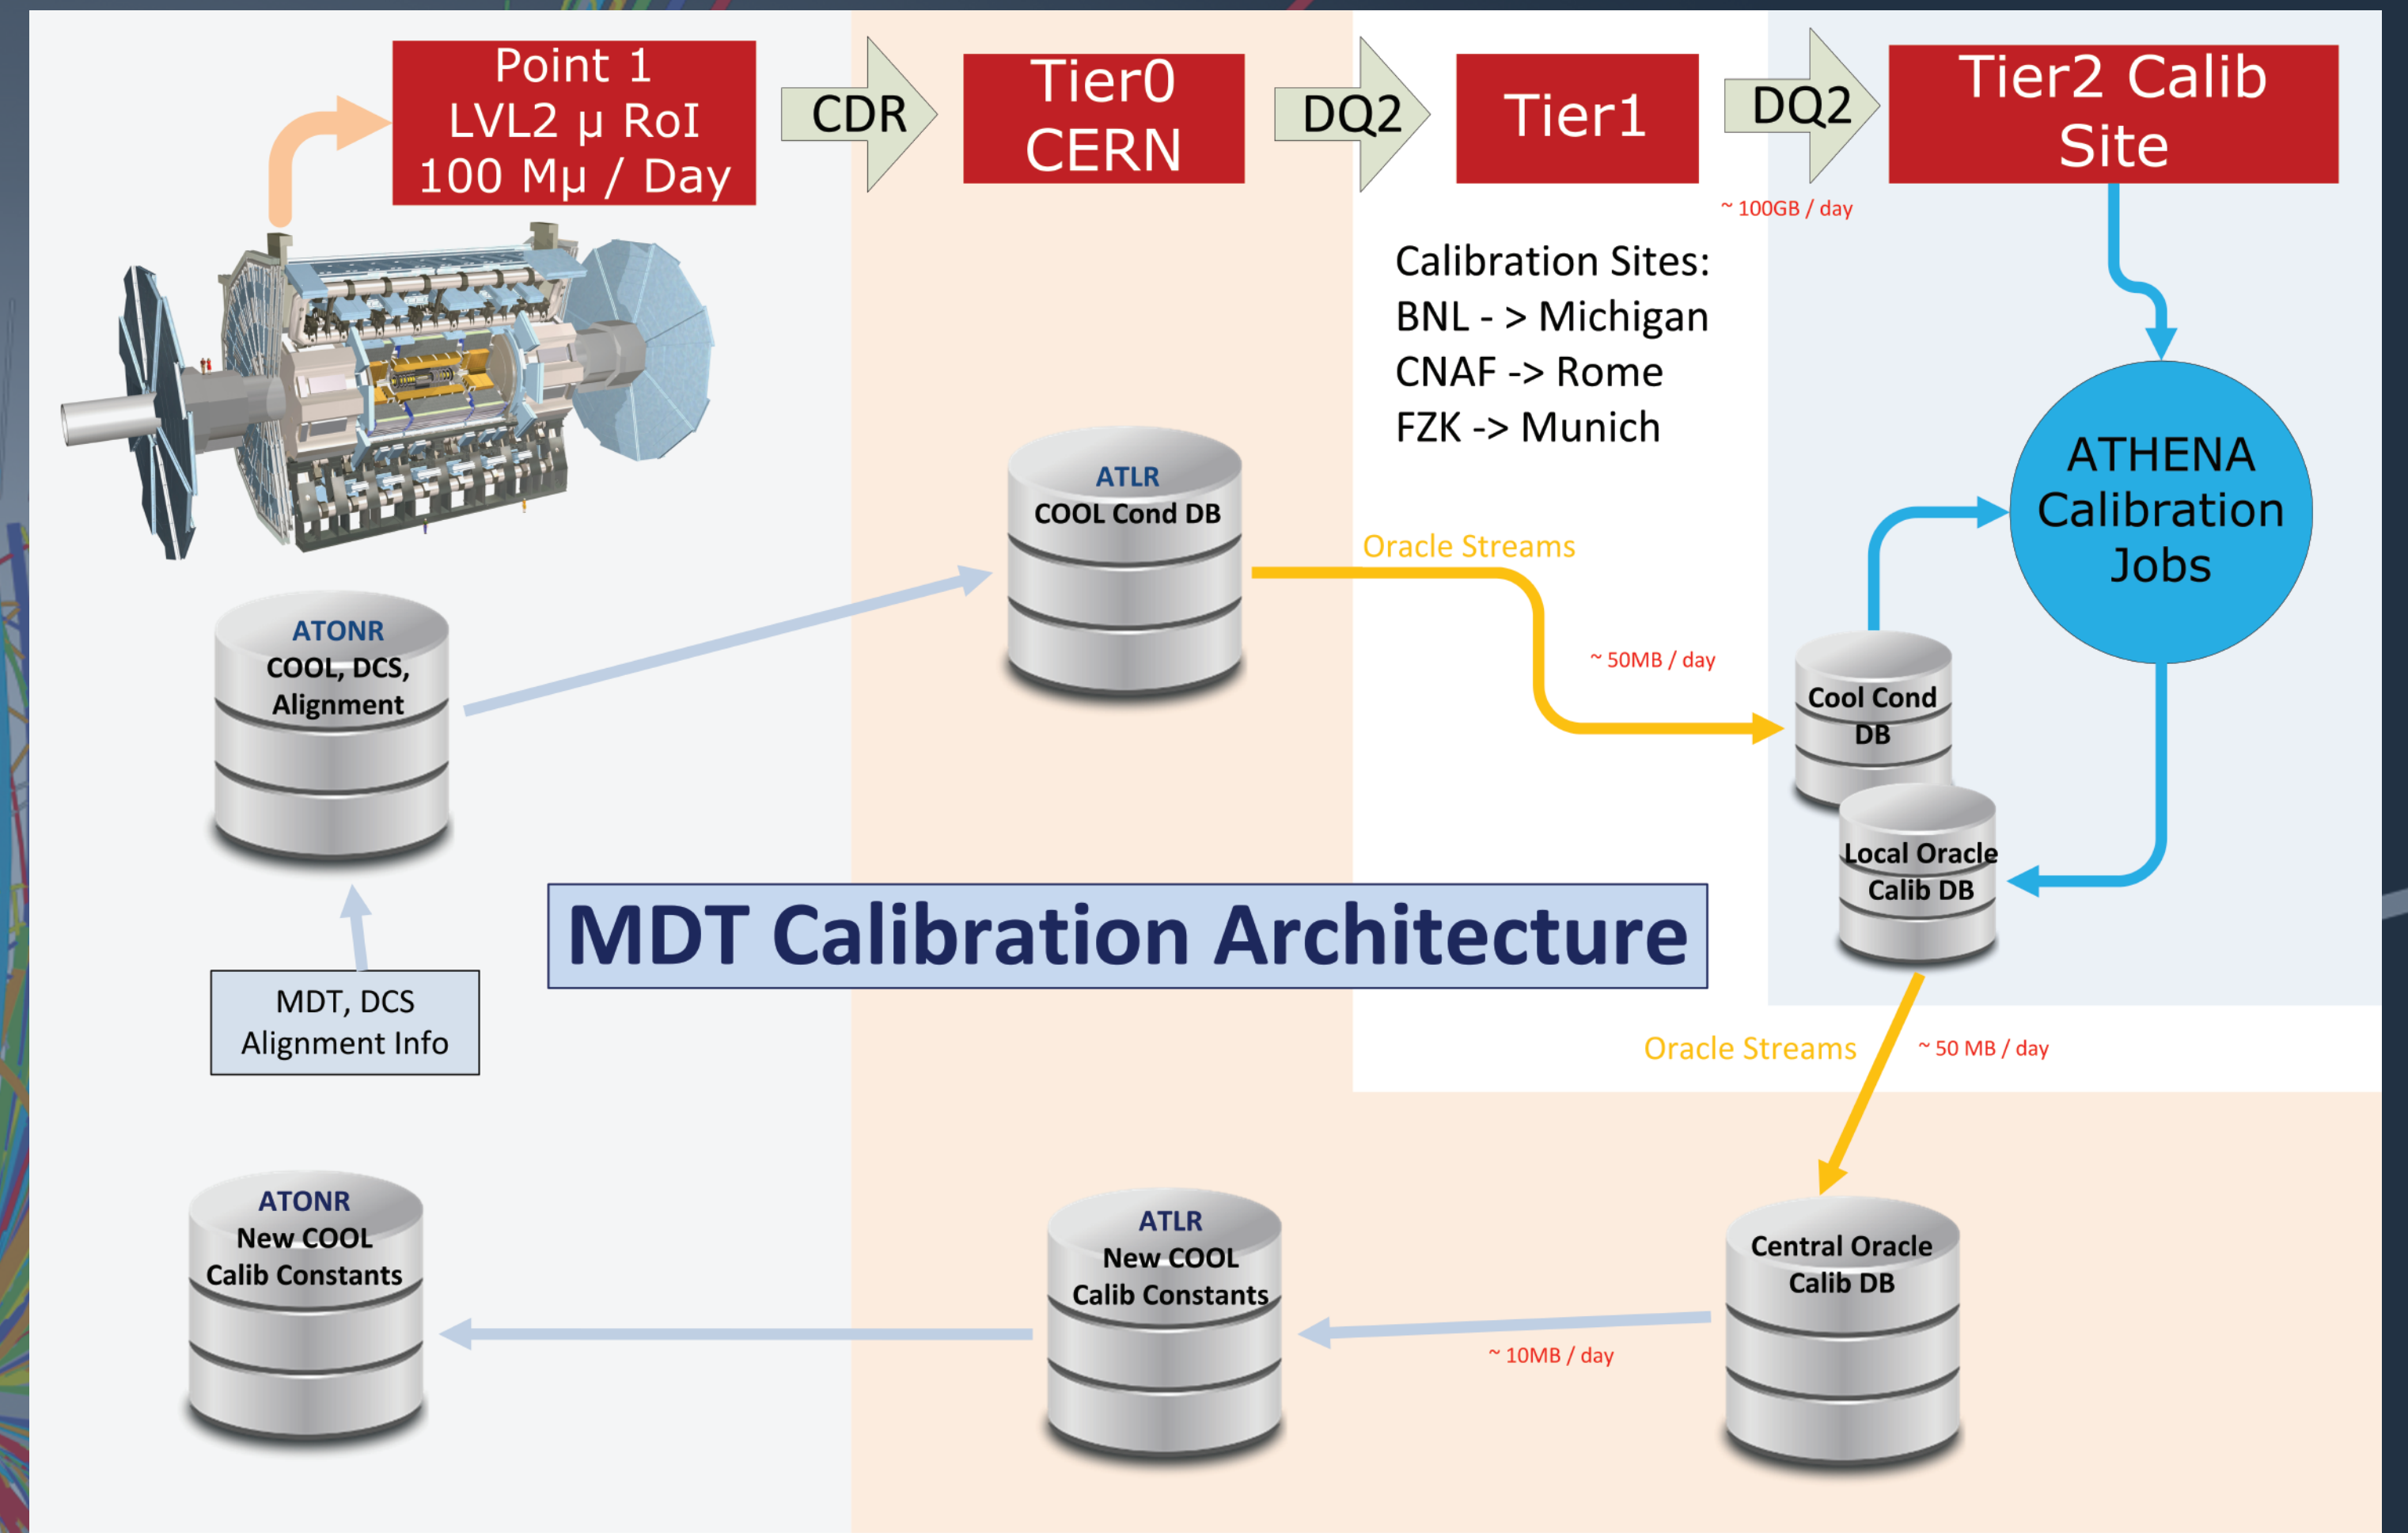 Point 1
LVL2 μ RoI
100 Mμ / Day
CDR
Tier0
CERN
DQ2
Tier1
DQ2
Tier2 Calib
Site
~ 100GB / day
Calibration Sites:
BNL - > Michigan
CNAF -> Rome
FZK -> Munich
ATHENA
Calibration
Jobs
ATLR
COOL Cond DB
Oracle Streams
~ 50MB / day
ATONR
COOL, DCS,
Alignment
Cool Cond
DB
Local Oracle
Calib DB
MDT Calibration Architecture
MDT, DCS
Alignment Info
Oracle Streams
~ 50 MB / day
ATONR
New COOL
Calib Constants
ATLR
New COOL
Calib Constants
Central Oracle
Calib DB
~ 10MB / day